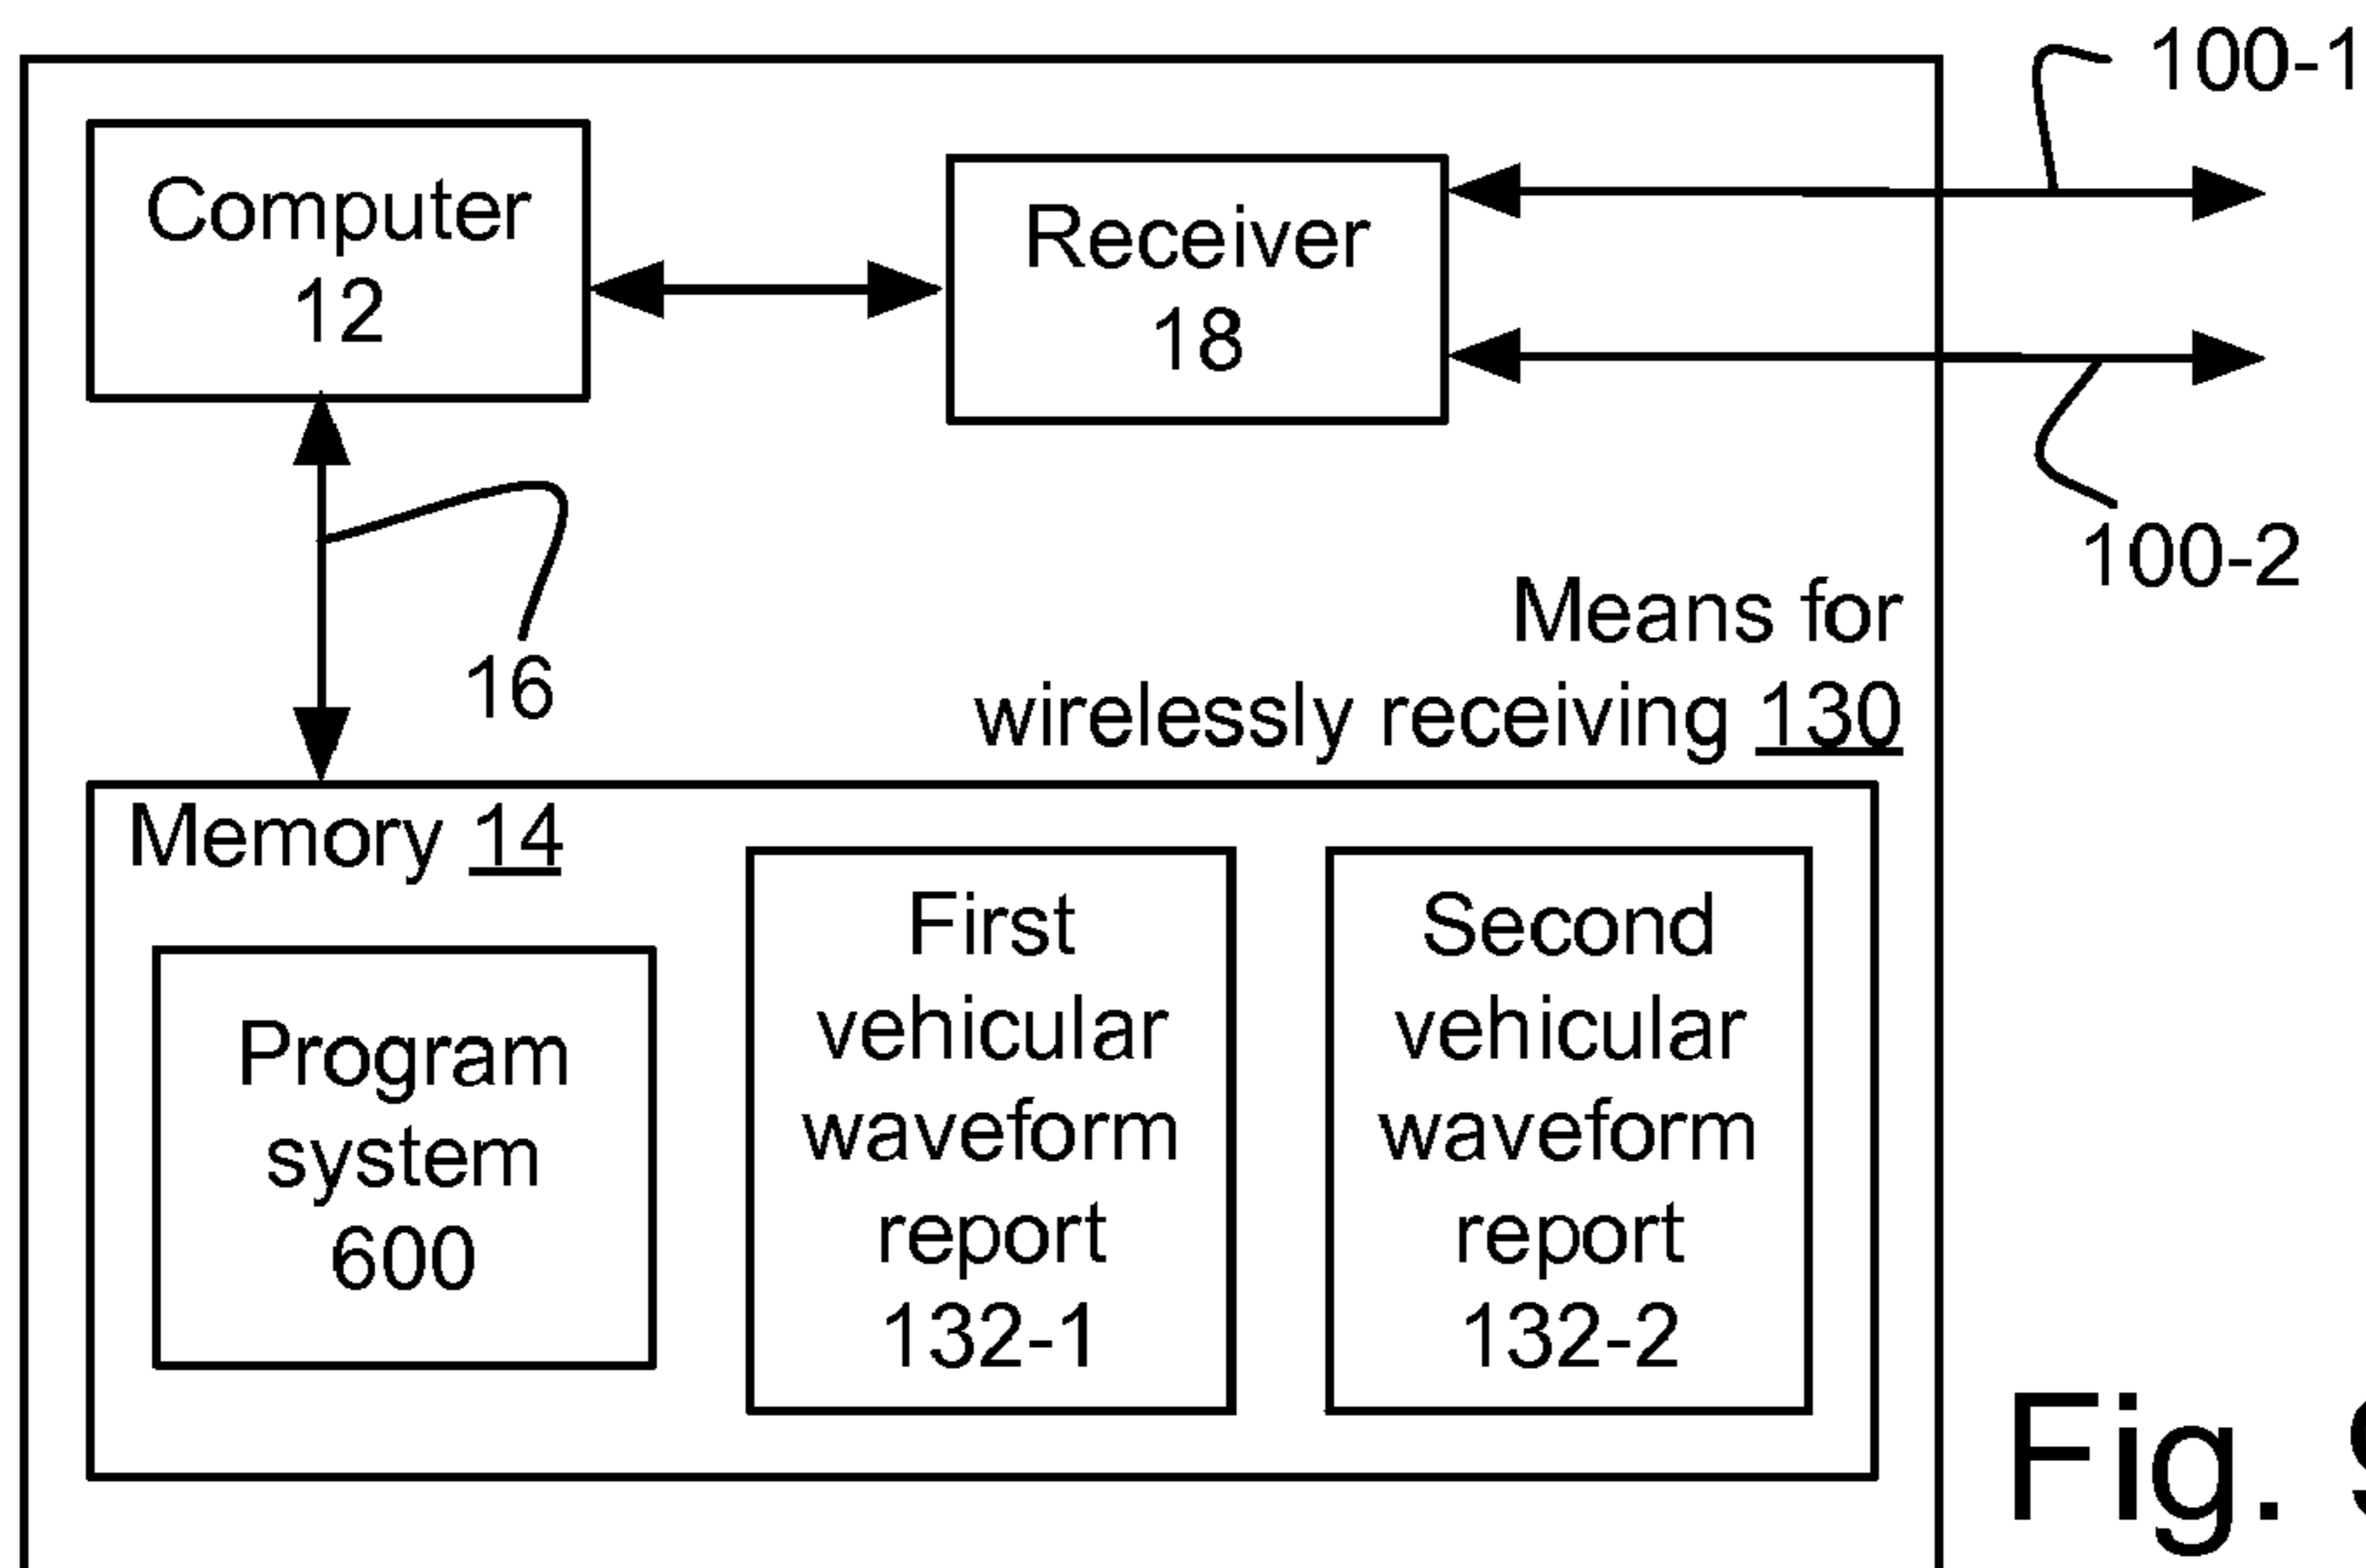 100-1
Computer
12
Receiver
18
100-2
16
Means for
wirelessly receiving 130
Memory 14
Program
system
600
First
vehicular
waveform
report
132-1
Second
vehicular
waveform
report
132-2
Fig.